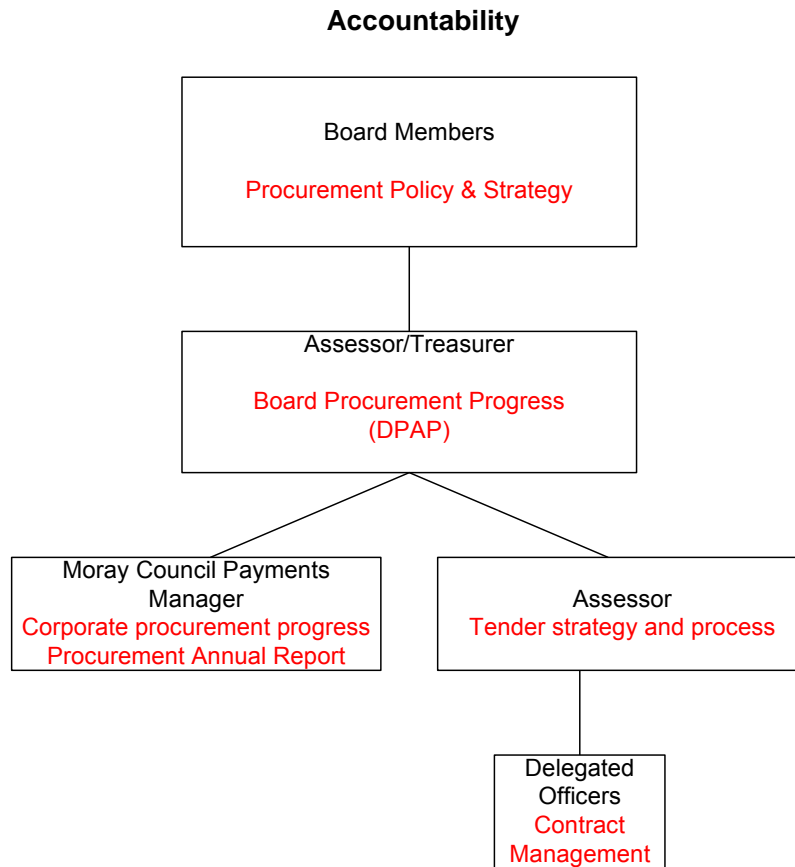 Accountability
Board Members
Procurement Policy & Strategy
Assessor/Treasurer
Board Procurement Progress
(DPAP)
Moray Council Payments
Manager
Corporate procurement progress
Procurement Annual Report
Assessor
Tender strategy and process
Delegated
Officers
Contract
Management